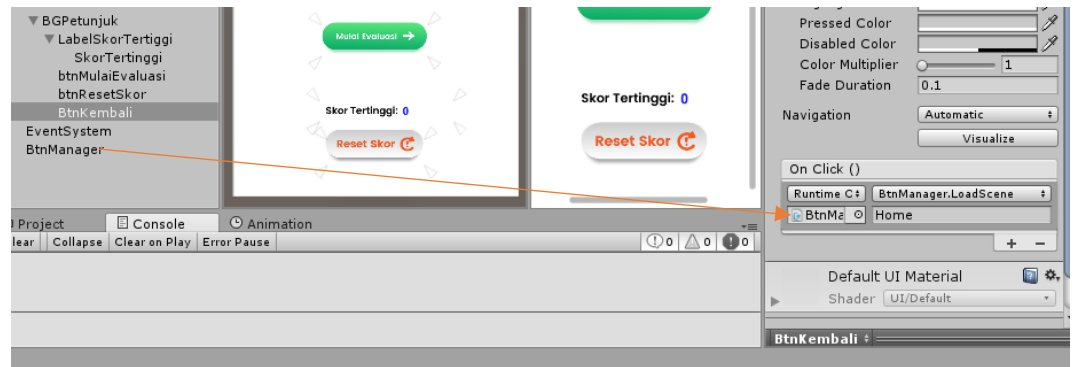 BGPetunjuk
LabelSkorTertiggi
SkorTertinggi
btnMulaiEvaluasi
btnResetSkor
BtnKembali
EventSystem
BtnManager
Mulai Evaluasi
Skor Tertinggi: 0
Reset Skor
Skor Tertinggi: 0
Reset Skor
Pressed Color
Disabled Color
Color Multiplier 1
Fade Duration 0.1
Navigation Automatic
Visualize
On Click ()
Runtime C BtnManager.LoadScene
BtnMa Home
+ −
Default UI Material
Shader UI/Default
BtnKembali
Project Console Animation
lear Collapse Clear on Play Error Pause 0 0 0